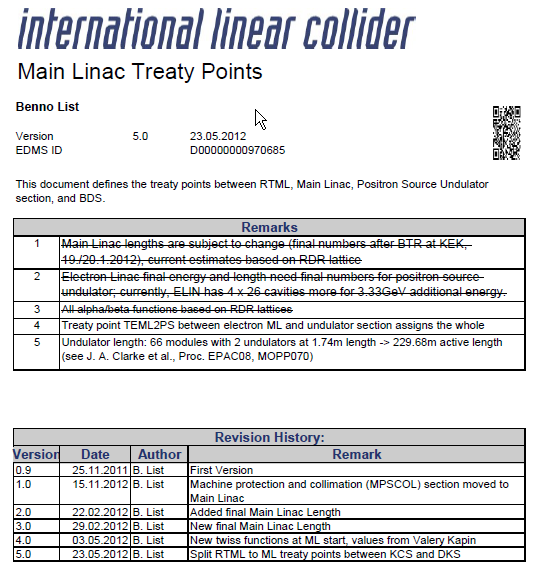 international linear collider
Main Linac Treaty Points
Benno List
Version 5.0 23.05.2012
EDMS ID D00000000970685
This document defines the treaty points between RTML, Main Linac, Positron Source Undulator
section, and BDS.
Remarks
1 Main Linac lengths are subject to change (final numbers after BTR at KEK,
19./20.1.2012), current estimates based on RDR lattice
2 Electron Linac final energy and length need final numbers for positron source
undulator; currently, ELIN has 4 x 26 cavities more for 3.33GeV additional energy.
3 All alpha/beta functions based on RDR lattices
4 Treaty point TEML2PS between electron ML and undulator section assigns the whole
5 Undulator length: 66 modules with 2 undulators at 1.74m length -> 229.68m active length
(see J. A. Clarke et al., Proc. EPAC08, MOPP070)
Revision History:
Version Date Author Remark
0.9 25.11.2011 B. List First Version
1.0 15.11.2012 B. List Machine protection and collimation (MPSCOL) section moved to
Main Linac
2.0 22.02.2012 B. List Added final Main Linac Length
3.0 29.02.2012 B. List New final Main Linac Length
4.0 03.05.2012 B. List New twiss functions at ML start, values from Valery Kapin
5.0 23.05.2012 B. List Split RTML to ML treaty points between KCS and DKS